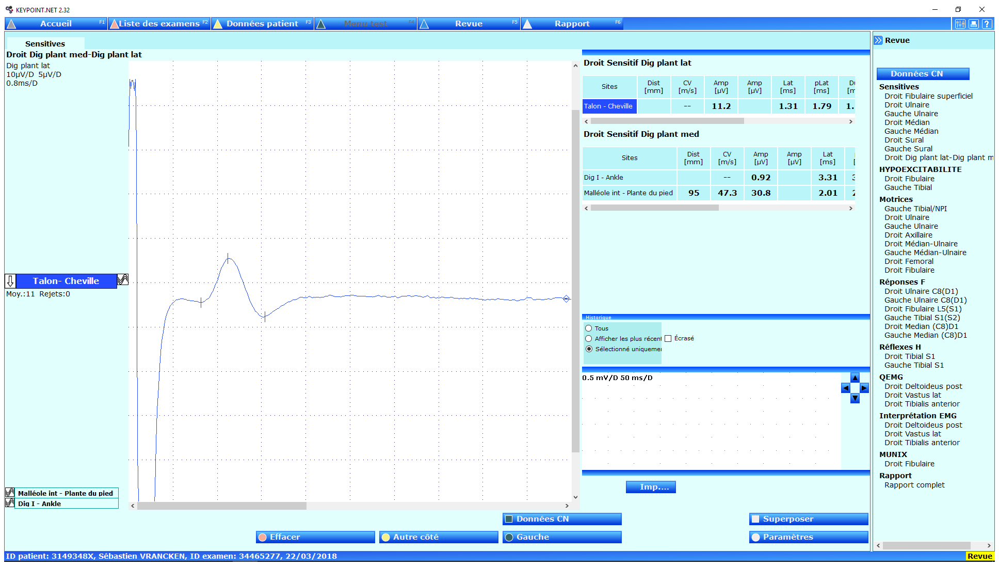 KEYPOINT.NET 2.32
Accueil F1 Liste des examens F2 Données patient F3 Menu test F4 Revue F5 Rapport F6
Sensitives
Droit Dig plant med-Dig plant lat
Dig plant lat
10µV/D 5µV/D
0.8ms/D
Talon- Cheville
Moy.:11 Rejets:0
Malléole int - Plante du pied
Dig I - Ankle
Droit Sensitif Dig plant lat
Sites Dist [mm] CV [m/s] Amp [µV] Amp [µV] Lat [ms] pLat [ms]
Talon - Cheville -- 11.2 1.31 1.79 1.
Droit Sensitif Dig plant med
Sites Dist [mm] CV [m/s] Amp [µV] Amp [µV] Lat [ms]
Dig I - Ankle -- 0.92 3.31
Malléole int - Plante du pied 95 47.3 30.8 2.01
Historique
Tous
Afficher les plus récent
Écrasé
Sélectionné uniquemen
0.5 mV/D 50 ms/D
Imp....
Données CN
Superposer
Effacer
Autre côté
Gauche
Paramètres
Revue
Données CN
Sensitives
Droit Fibulaire superficiel
Droit Ulnaire
Gauche Ulnaire
Droit Médian
Gauche Médian
Droit Sural
Gauche Sural
Droit Dig plant lat-Dig plant m
HYPOEXCITABILITE
Droit Fibulaire
Gauche Tibial
Motrices
Gauche Tibial/NPI
Droit Ulnaire
Gauche Ulnaire
Droit Axillaire
Droit Médian-Ulnaire
Gauche Médian-Ulnaire
Droit Femoral
Droit Fibulaire
Réponses F
Droit Ulnaire C8(D1)
Gauche Ulnaire C8(D1)
Droit Fibulaire L5(S1)
Gauche Tibial S1(S2)
Droit Median (C8)D1
Gauche Median (C8)D1
Réflexes H
Droit Tibial S1
Gauche Tibial S1
QEMG
Droit Deltoideus post
Droit Vastus lat
Droit Tibialis anterior
Interprétation EMG
Droit Deltoideus post
Droit Vastus lat
Droit Tibialis anterior
MUNIX
Droit Fibulaire
Rapport
Rapport complet
ID patient: 3149348X, Sébastien VRANCKEN, ID examen: 34465277, 22/03/2018
Revue